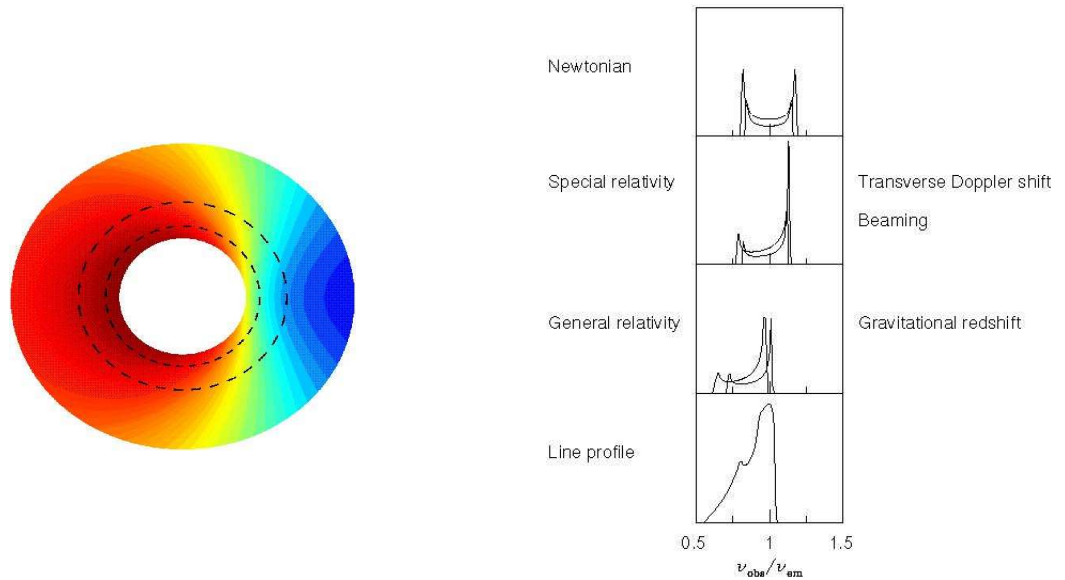 Newtonian
Special relativity
Transverse Doppler shift
Beaming
General relativity
Gravitational redshift
Line profile
0.5 1 1.5
ν_obs/ν_em